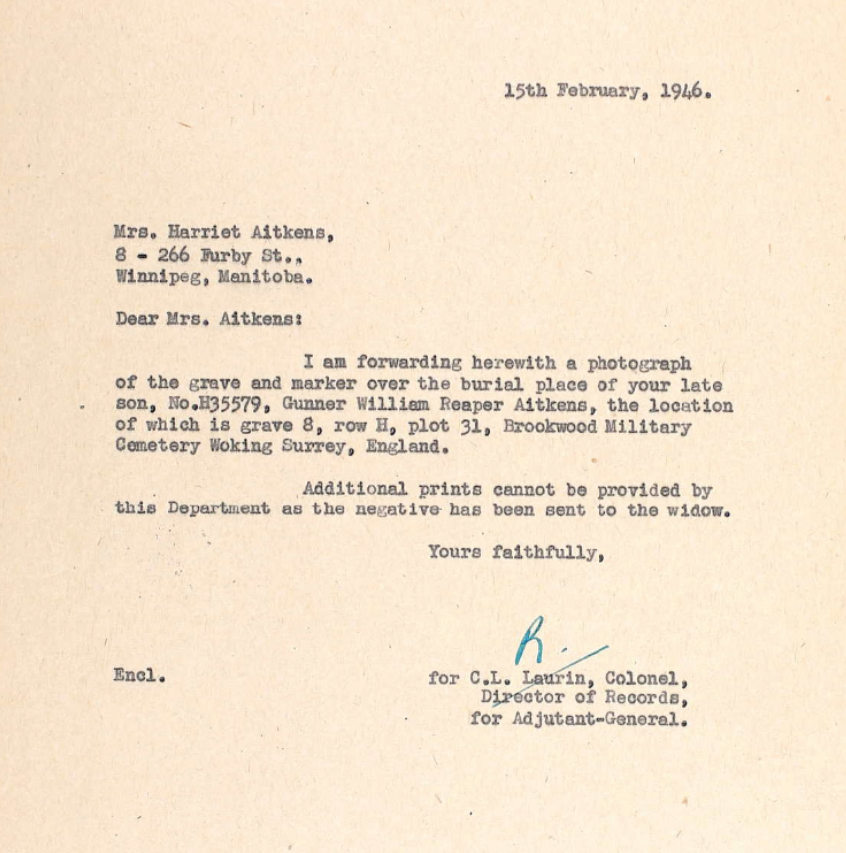 15th February, 1946.
Mrs. Harriet Aitkens,
8 - 266 Furby St.,
Winnipeg, Manitoba.
Dear Mrs. Aitkens:
I am forwarding herewith a photograph
of the grave and marker over the burial place of your late
son, No.H35579, Gunner William Reaper Aitkens, the location
of which is grave 8, row H, plot 31, Brookwood Military
Cemetery Woking Surrey, England.
Additional prints cannot be provided by
this Department as the negative has been sent to the widow.
Yours faithfully,
R.
Encl.
for C.L. Laurin, Colonel,
Director of Records,
for Adjutant-General.